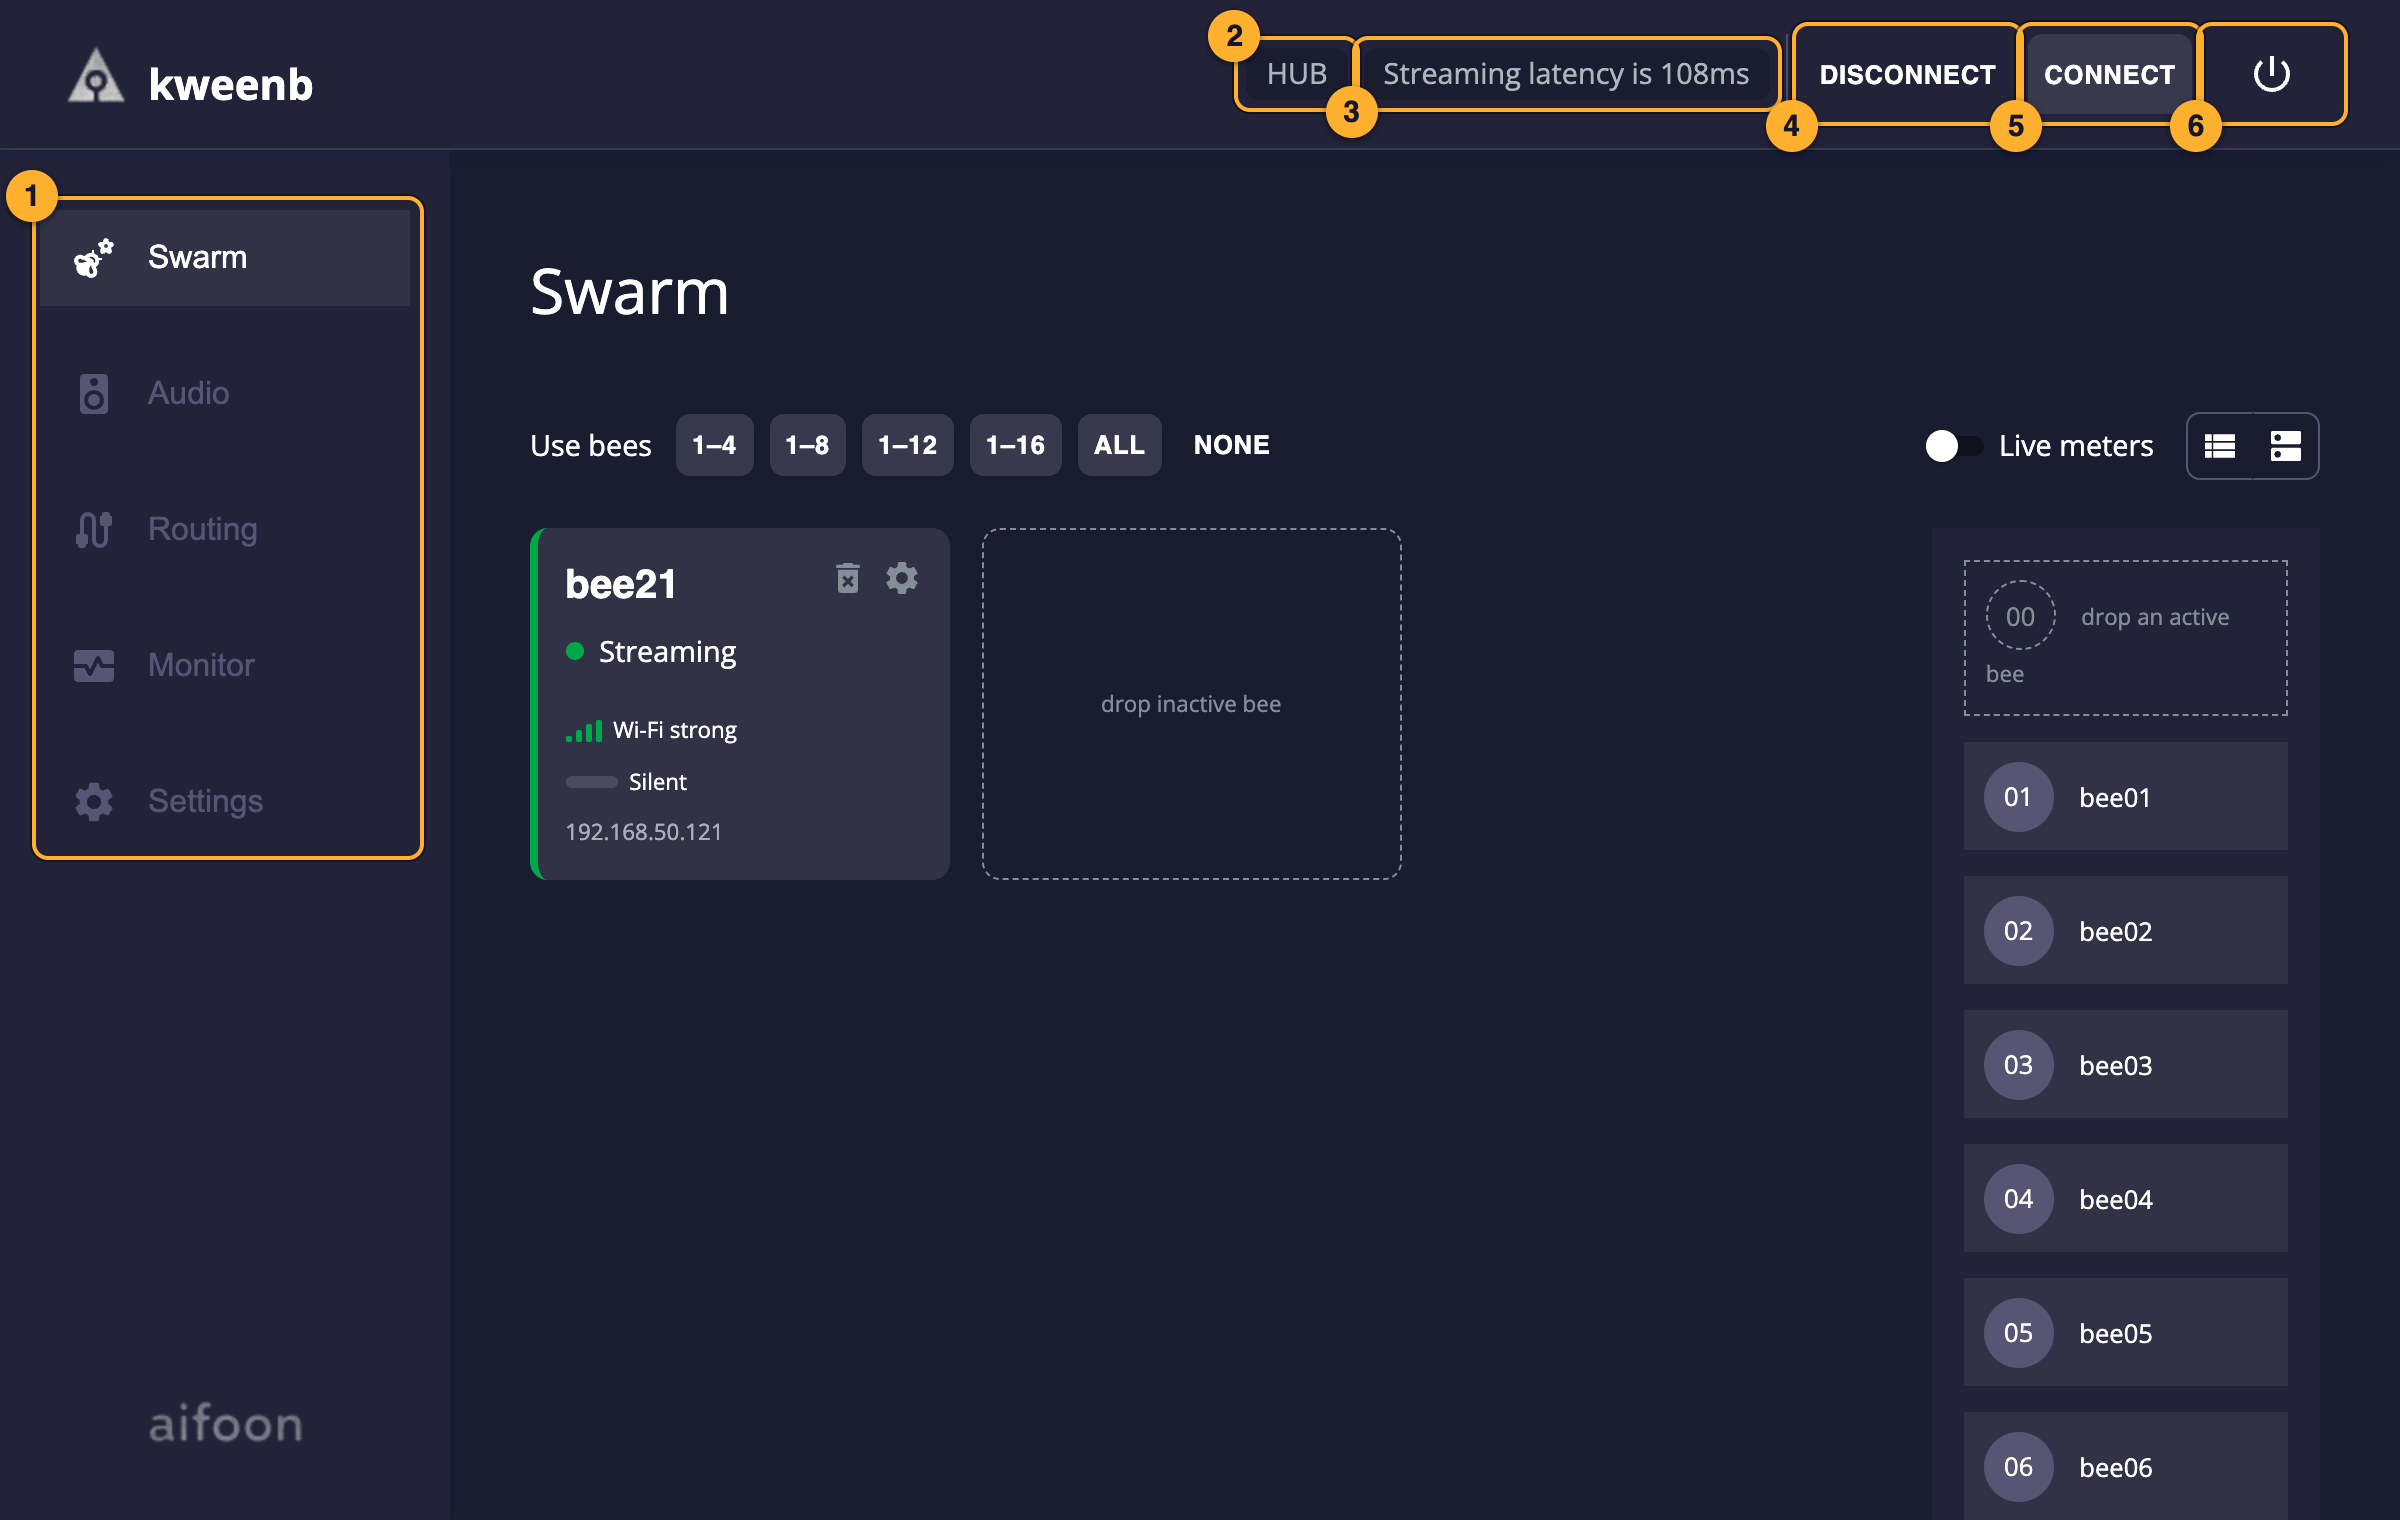 kweenb
2
HUB
3
Streaming latency is 108ms
4
DISCONNECT
5
CONNECT
6
1
Swarm
Audio
Routing
Monitor
Settings
aifoon
Swarm
Use bees
1–4
1–8
1–12
1–16
ALL
NONE
Live meters
bee21
Streaming
Wi-Fi strong
Silent
192.168.50.121
drop inactive bee
00 drop an active
bee
01 bee01
02 bee02
03 bee03
04 bee04
05 bee05
06 bee06